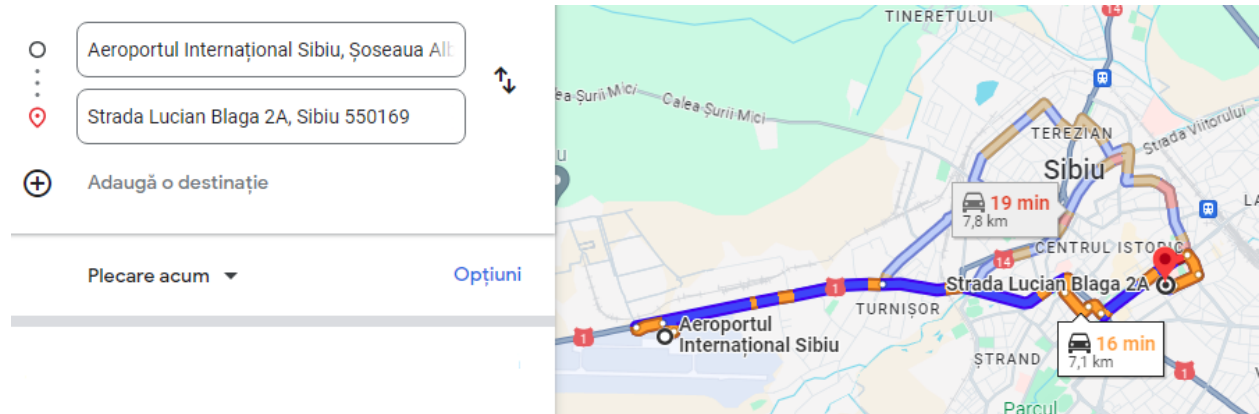 Aeroportul Internațional Sibiu, Șoseaua Alb
Strada Lucian Blaga 2A, Sibiu 550169
Adaugă o destinație
Plecare acum
Opțiuni
TINERETULUI
14
Calea Șurii Mici
Calea Șurii Mici
Strada Viitorului
TEREZIAN
Sibiu
19 min
7,8 km
CENTRUL ISTORIC
14
Strada Lucian Blaga 2A
1
TURNIȘOR
Aeroportul
Internațional Sibiu
1
16 min
7,1 km
ȘTRAND
1
Parcul